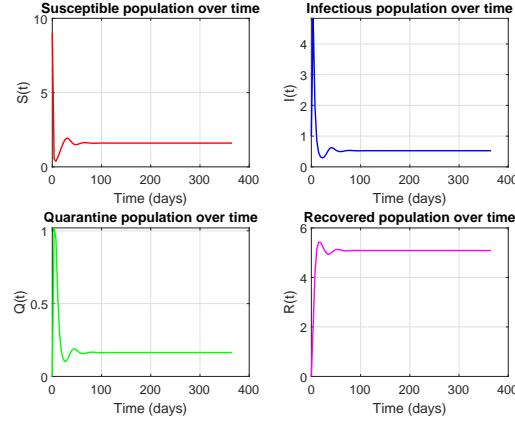 Susceptible population over time
10
5
0
S(t)
0 100 200 300 400
Time (days)
Infectious population over time
4
3
2
1
0
I(t)
0 100 200 300 400
Time (days)
Quarantine population over time
1
0.5
0
Q(t)
0 100 200 300 400
Time (days)
Recovered population over time
6
4
2
0
R(t)
0 100 200 300 400
Time (days)